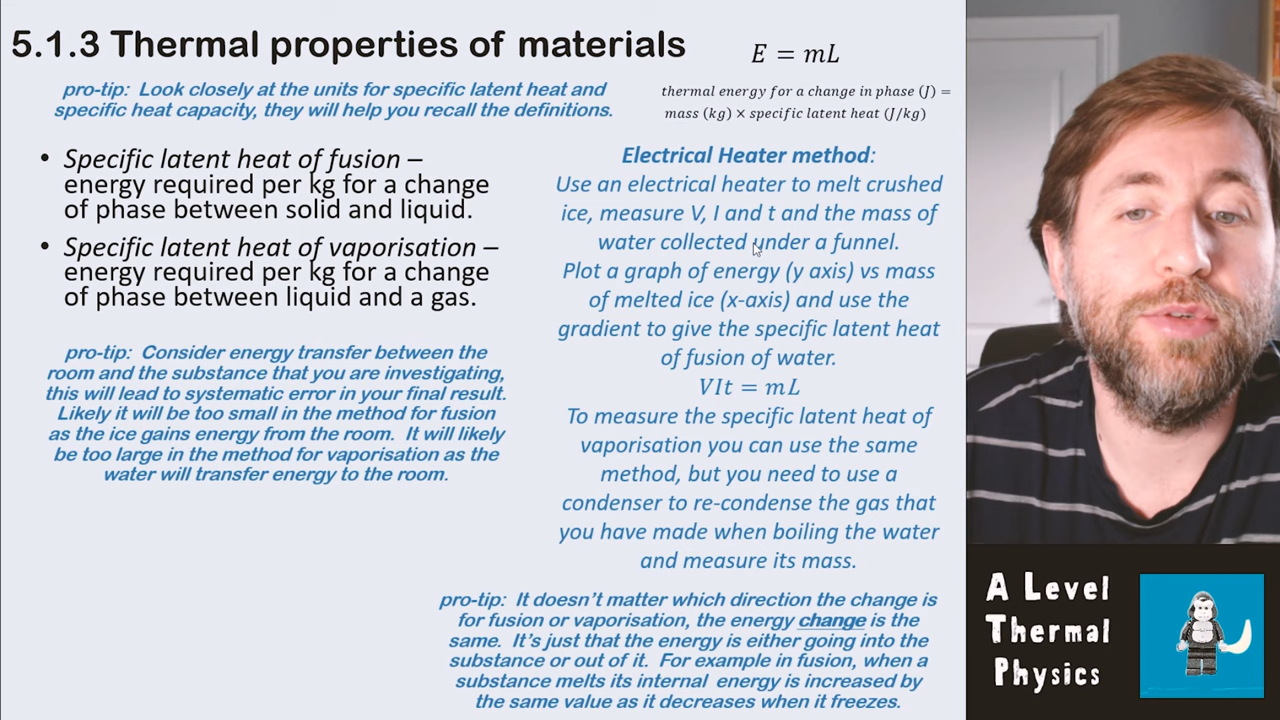 5.1.3 Thermal properties of materials
E = mL
pro-tip: Look closely at the units for specific latent heat and
specific heat capacity, they will help you recall the definitions.
thermal energy for a change in phase (J) =
mass (kg) × specific latent heat (J/kg)
• Specific latent heat of fusion –
energy required per kg for a change
of phase between solid and liquid.
• Specific latent heat of vaporisation –
energy required per kg for a change
of phase between liquid and a gas.
pro-tip: Consider energy transfer between the
room and the substance that you are investigating,
this will lead to systematic error in your final result.
Likely it will be too small in the method for fusion
as the ice gains energy from the room. It will likely
be too large in the method for vaporisation as the
water will transfer energy to the room.
Electrical Heater method:
Use an electrical heater to melt crushed
ice, measure V, I and t and the mass of
water collected under a funnel.
Plot a graph of energy (y axis) vs mass
of melted ice (x-axis) and use the
gradient to give the specific latent heat
of fusion of water.
VIt = mL
To measure the specific latent heat of
vaporisation you can use the same
method, but you need to use a
condenser to re-condense the gas that
you have made when boiling the water
and measure its mass.
pro-tip: It doesn't matter which direction the change is
for fusion or vaporisation, the energy change is the
same. It's just that the energy is either going into the
substance or out of it. For example in fusion, when a
substance melts its internal energy is increased by
the same value as it decreases when it freezes.
A Level
Thermal
Physics